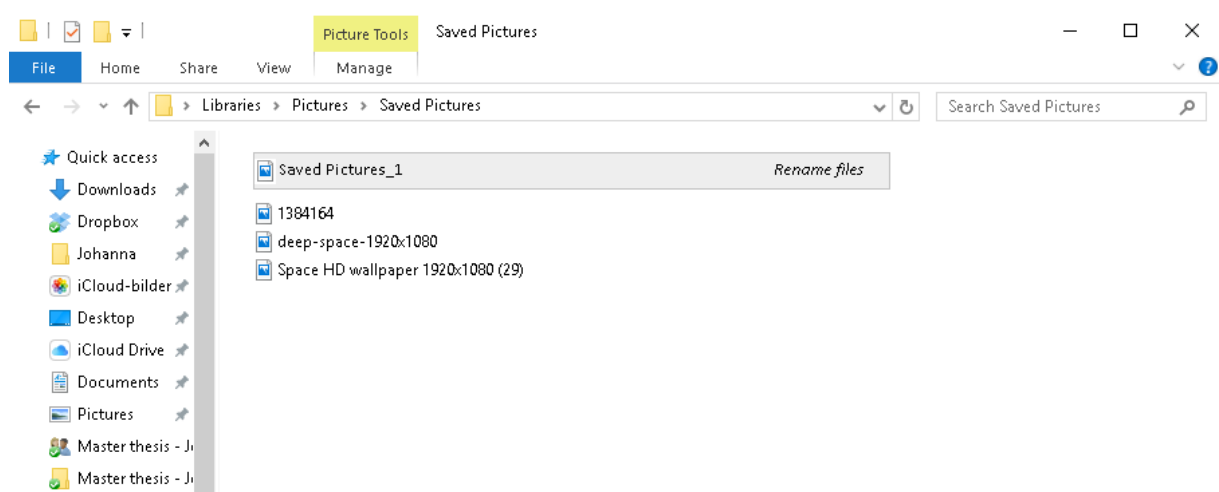 Picture Tools Saved Pictures
File Home Share View Manage
Libraries > Pictures > Saved Pictures Search Saved Pictures
Quick access
Saved Pictures_1 Rename files
Downloads
1384164
Dropbox
deep-space-1920x1080
Johanna
Space HD wallpaper 1920x1080 (29)
iCloud-bilder
Desktop
iCloud Drive
Documents
Pictures
Master thesis - J
Master thesis - J